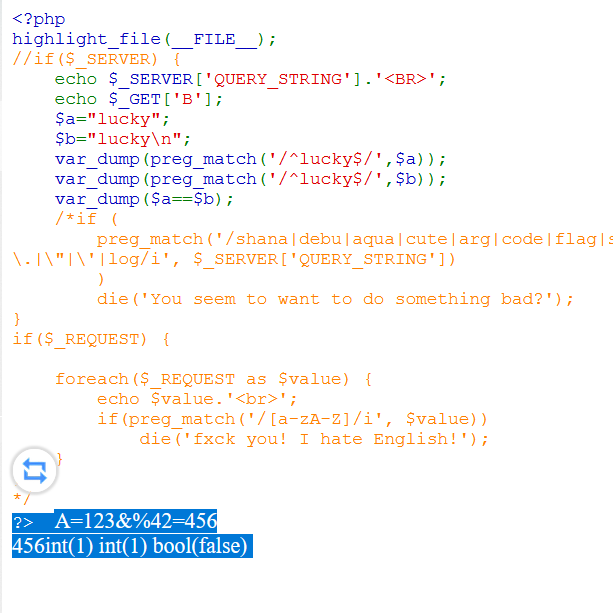 <?php
highlight_file(__FILE__);
//if($_SERVER) {
    echo $_SERVER['QUERY_STRING'].'<BR>';
    echo $_GET['B'];
    $a="lucky";
    $b="lucky\n";
    var_dump(preg_match('/^lucky$/',$a));
    var_dump(preg_match('/^lucky$/',$b));
    var_dump($a==$b);
    /*if (
        preg_match('/shana|debu|aqua|cute|arg|code|flag|s
\.|\"|\'|log/i', $_SERVER['QUERY_STRING'])
        )
        die('You seem to want to do something bad?');
}
if($_REQUEST) {
    foreach($_REQUEST as $value) {
        echo $value.'<br>';
        if(preg_match('/[a-zA-Z]/i', $value))
            die('fxck you! I hate English!');
    }
*/
?> A=123&%42=456
456int(1) int(1) bool(false)